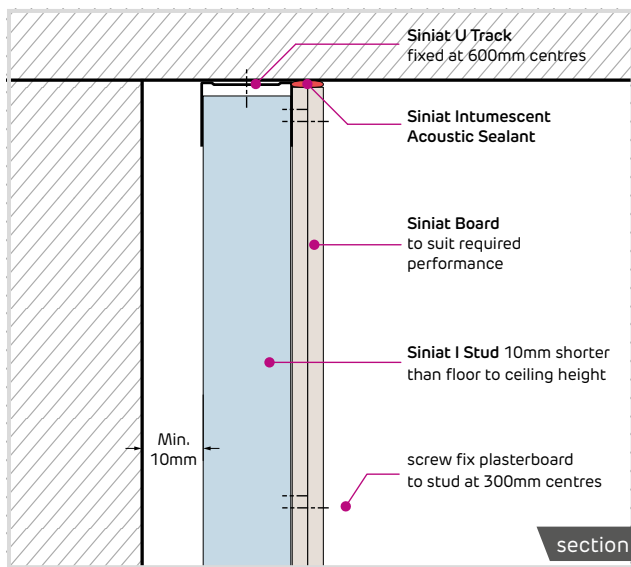 Siniat U Track
fixed at 600mm centres
Siniat Intumescent
Acoustic Sealant
Siniat Board
to suit required
performance
Siniat I Stud 10mm shorter
than floor to ceiling height
Min.
10mm
screw fix plasterboard
to stud at 300mm centres
section